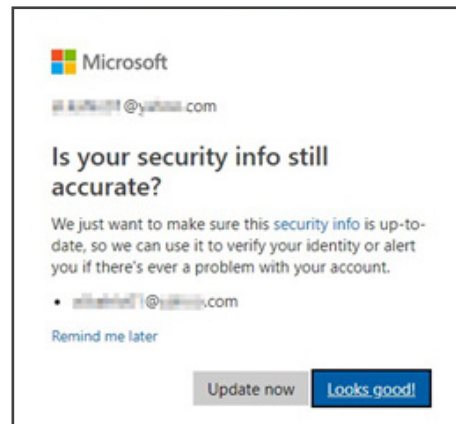 Microsoft
@y .com
Is your security info still
accurate?
We just want to make sure this security info is up-to-
date, so we can use it to verify your identity or alert
you if there's ever a problem with your account.
• @ .com
Remind me later
Update now Looks good!